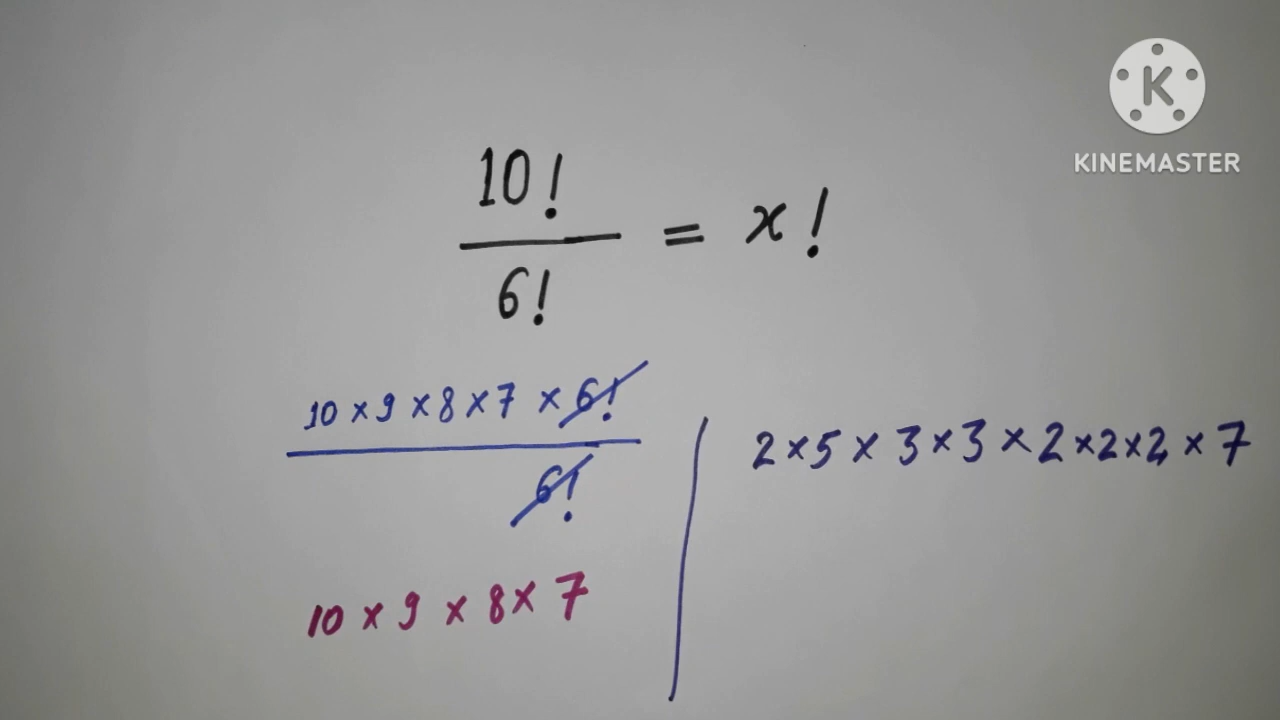 KINEMASTER
10!
6!
= x!
10 × 9 × 8 × 7 × 6!
6!
10 × 9 × 8 × 7
2 × 5 × 3 × 3 × 2 × 2 × 2 × 7